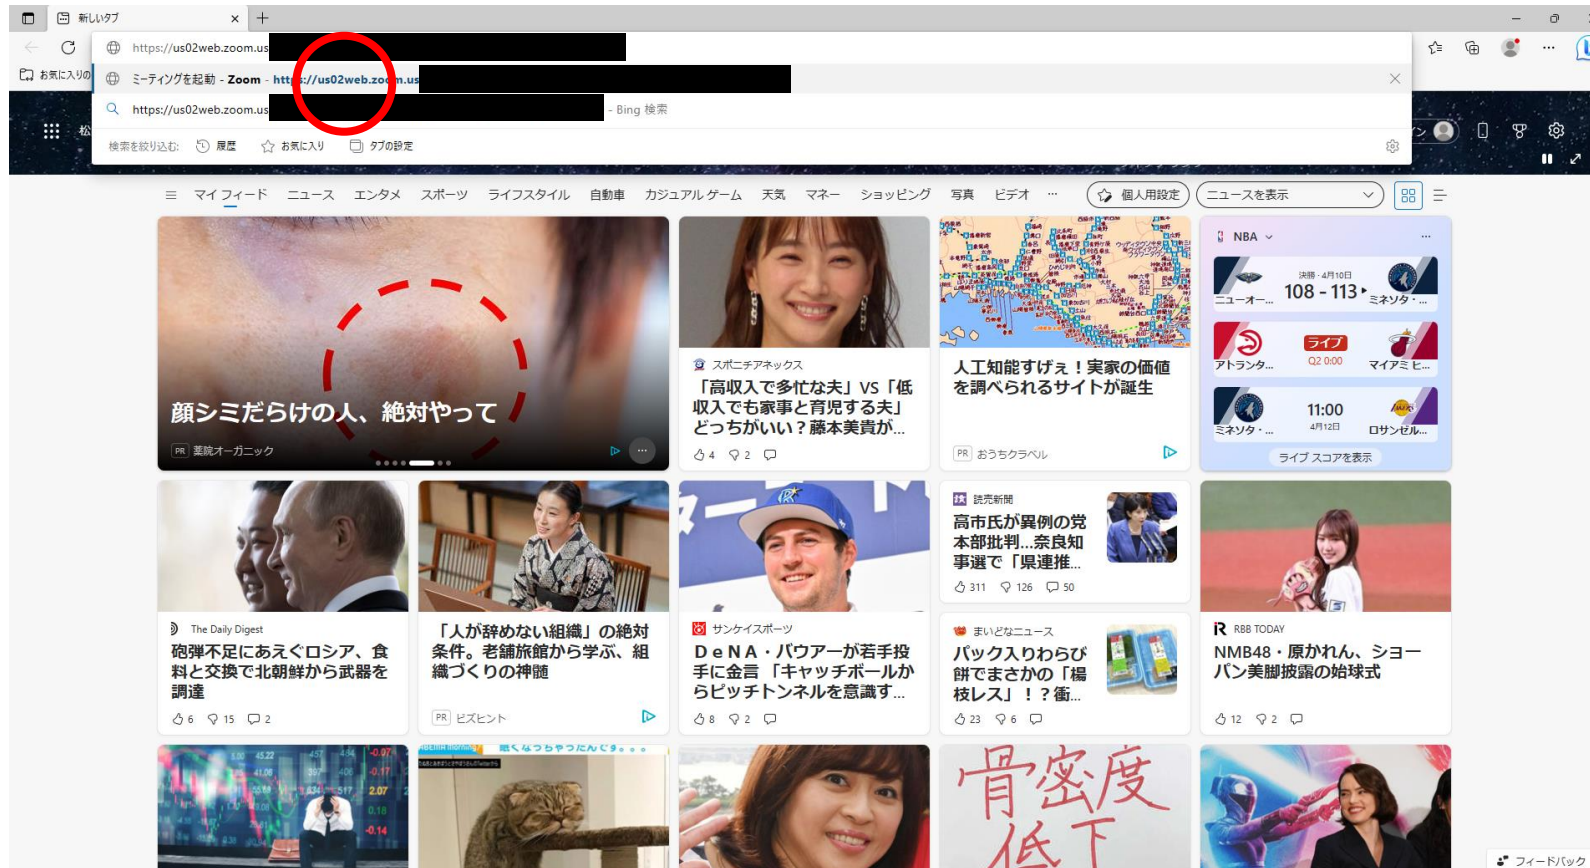 新しいタブ
https://us02web.zoom.us
ミーティングを起動 - Zoom - https://us02web.zoom.us
お気に入りの
https://us02web.zoom.us - Bing 検索
検索を絞り込む: 履歴 お気に入り タブの設定
マイ フィード ニュース エンタメ スポーツ ライフスタイル 自動車 カジュアル ゲーム 天気 マネー ショッピング 写真 ビデオ … 個人用設定 ニュースを表示
顔シミだらけの人、絶対やって
PR 薬院オーガニック
スポニチアネックス
「高収入で多忙な夫」VS「低
収入でも家事と育児する夫」
どっちがいい？藤本美貴が...
4 2
人工知能すげぇ！実家の価値
を調べられるサイトが誕生
PR おうちクラベル
NBA
決勝 · 4月10日
108 - 113
ニューオー... ミネソタ・...
ライブ
Q2 0:00
アトランタ... マイアミ ヒ...
11:00
4月12日
ミネソタ・... ロサンゼル...
ライブ スコアを表示
The Daily Digest
砲弾不足にあえぐロシア、食
料と交換で北朝鮮から武器を
調達
6 15 2
「人が辞めない組織」の絶対
条件。老舗旅館から学ぶ、組
織づくりの神髄
PR ビズヒント
サンケイスポーツ
ＤｅＮＡ・バウアーが若手投
手に金言 「キャッチボールか
らピッチトンネルを意識す...
8 2
読売新聞
高市氏が異例の党
本部批判...奈良知
事選で「県連推...
311 126 50
まいどなニュース
パック入りわらび
餅でまさかの「楊
枝レス」！？衝...
23 6
RBB TODAY
NMB48・原かれん、ショー
パン美脚披露の始球式
12 2
骨密度
低下
フィードバック